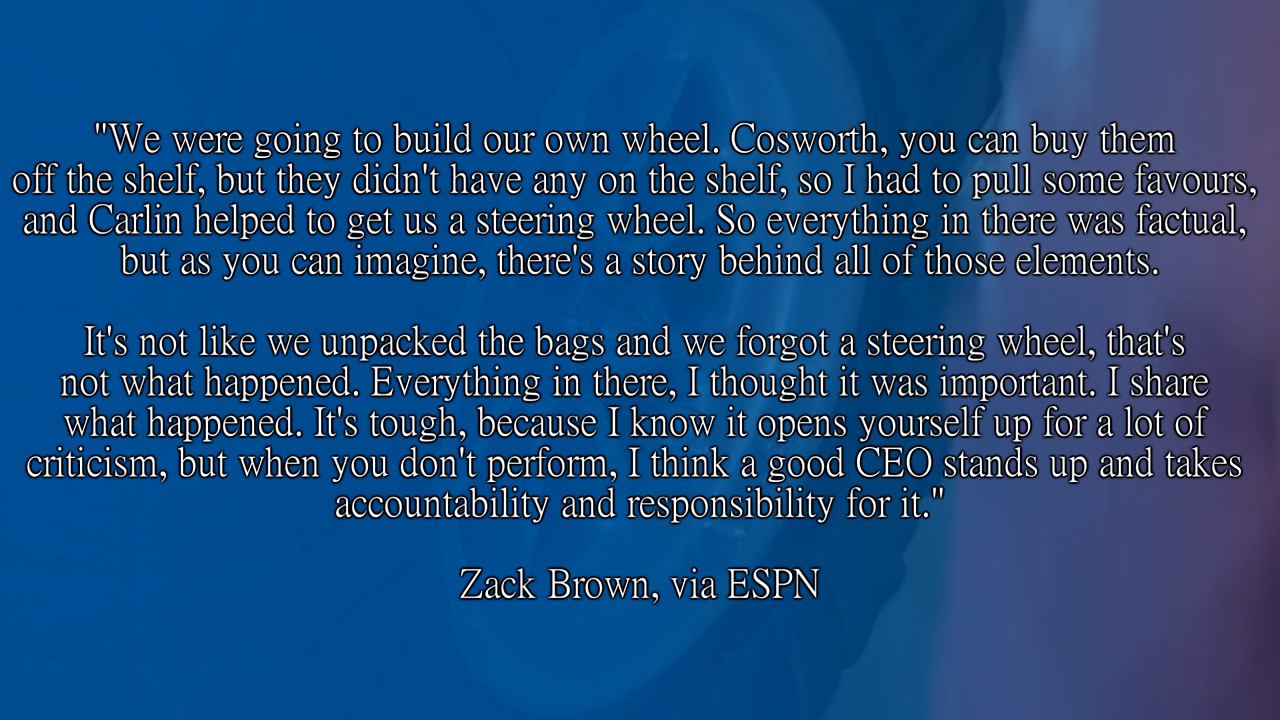 "We were going to build our own wheel. Cosworth, you can buy them
off the shelf, but they didn't have any on the shelf, so I had to pull some favours,
and Carlin helped to get us a steering wheel. So everything in there was factual,
but as you can imagine, there's a story behind all of those elements.
It's not like we unpacked the bags and we forgot a steering wheel, that's
not what happened. Everything in there, I thought it was important. I share
what happened. It's tough, because I know it opens yourself up for a lot of
criticism, but when you don't perform, I think a good CEO stands up and takes
accountability and responsibility for it."
Zack Brown, via ESPN